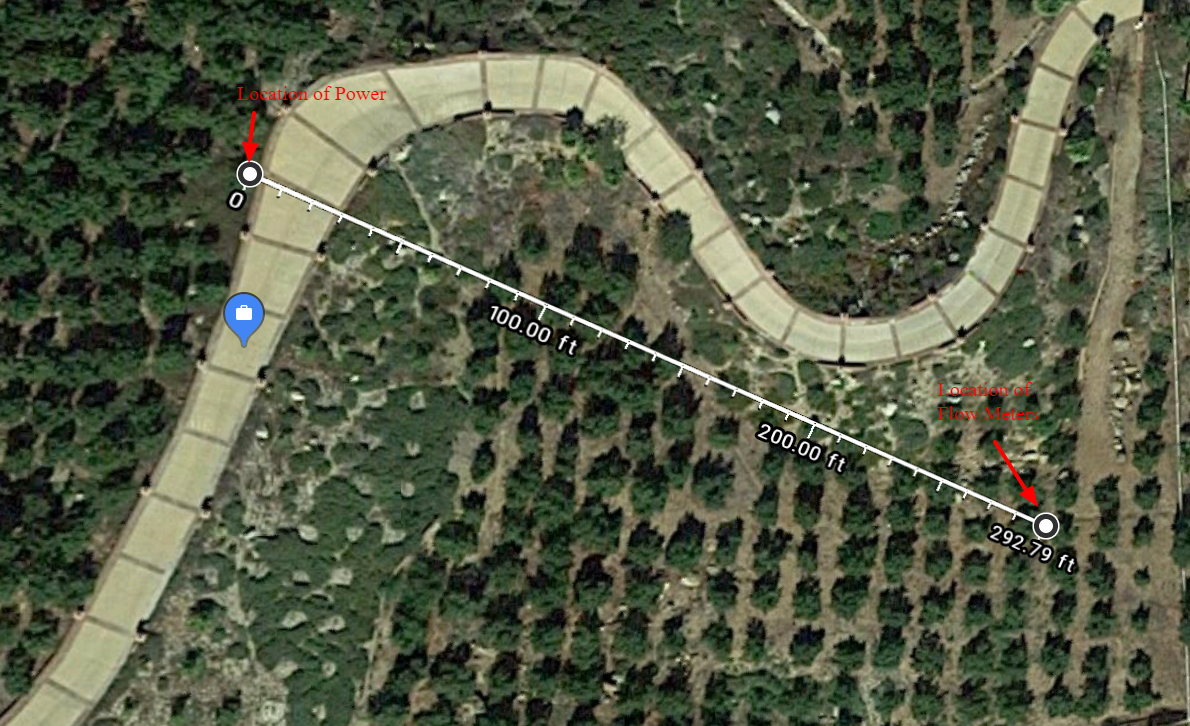 Location of Power
0
100.00 ft
Location of
Flow Meters
200.00 ft
292.79 ft